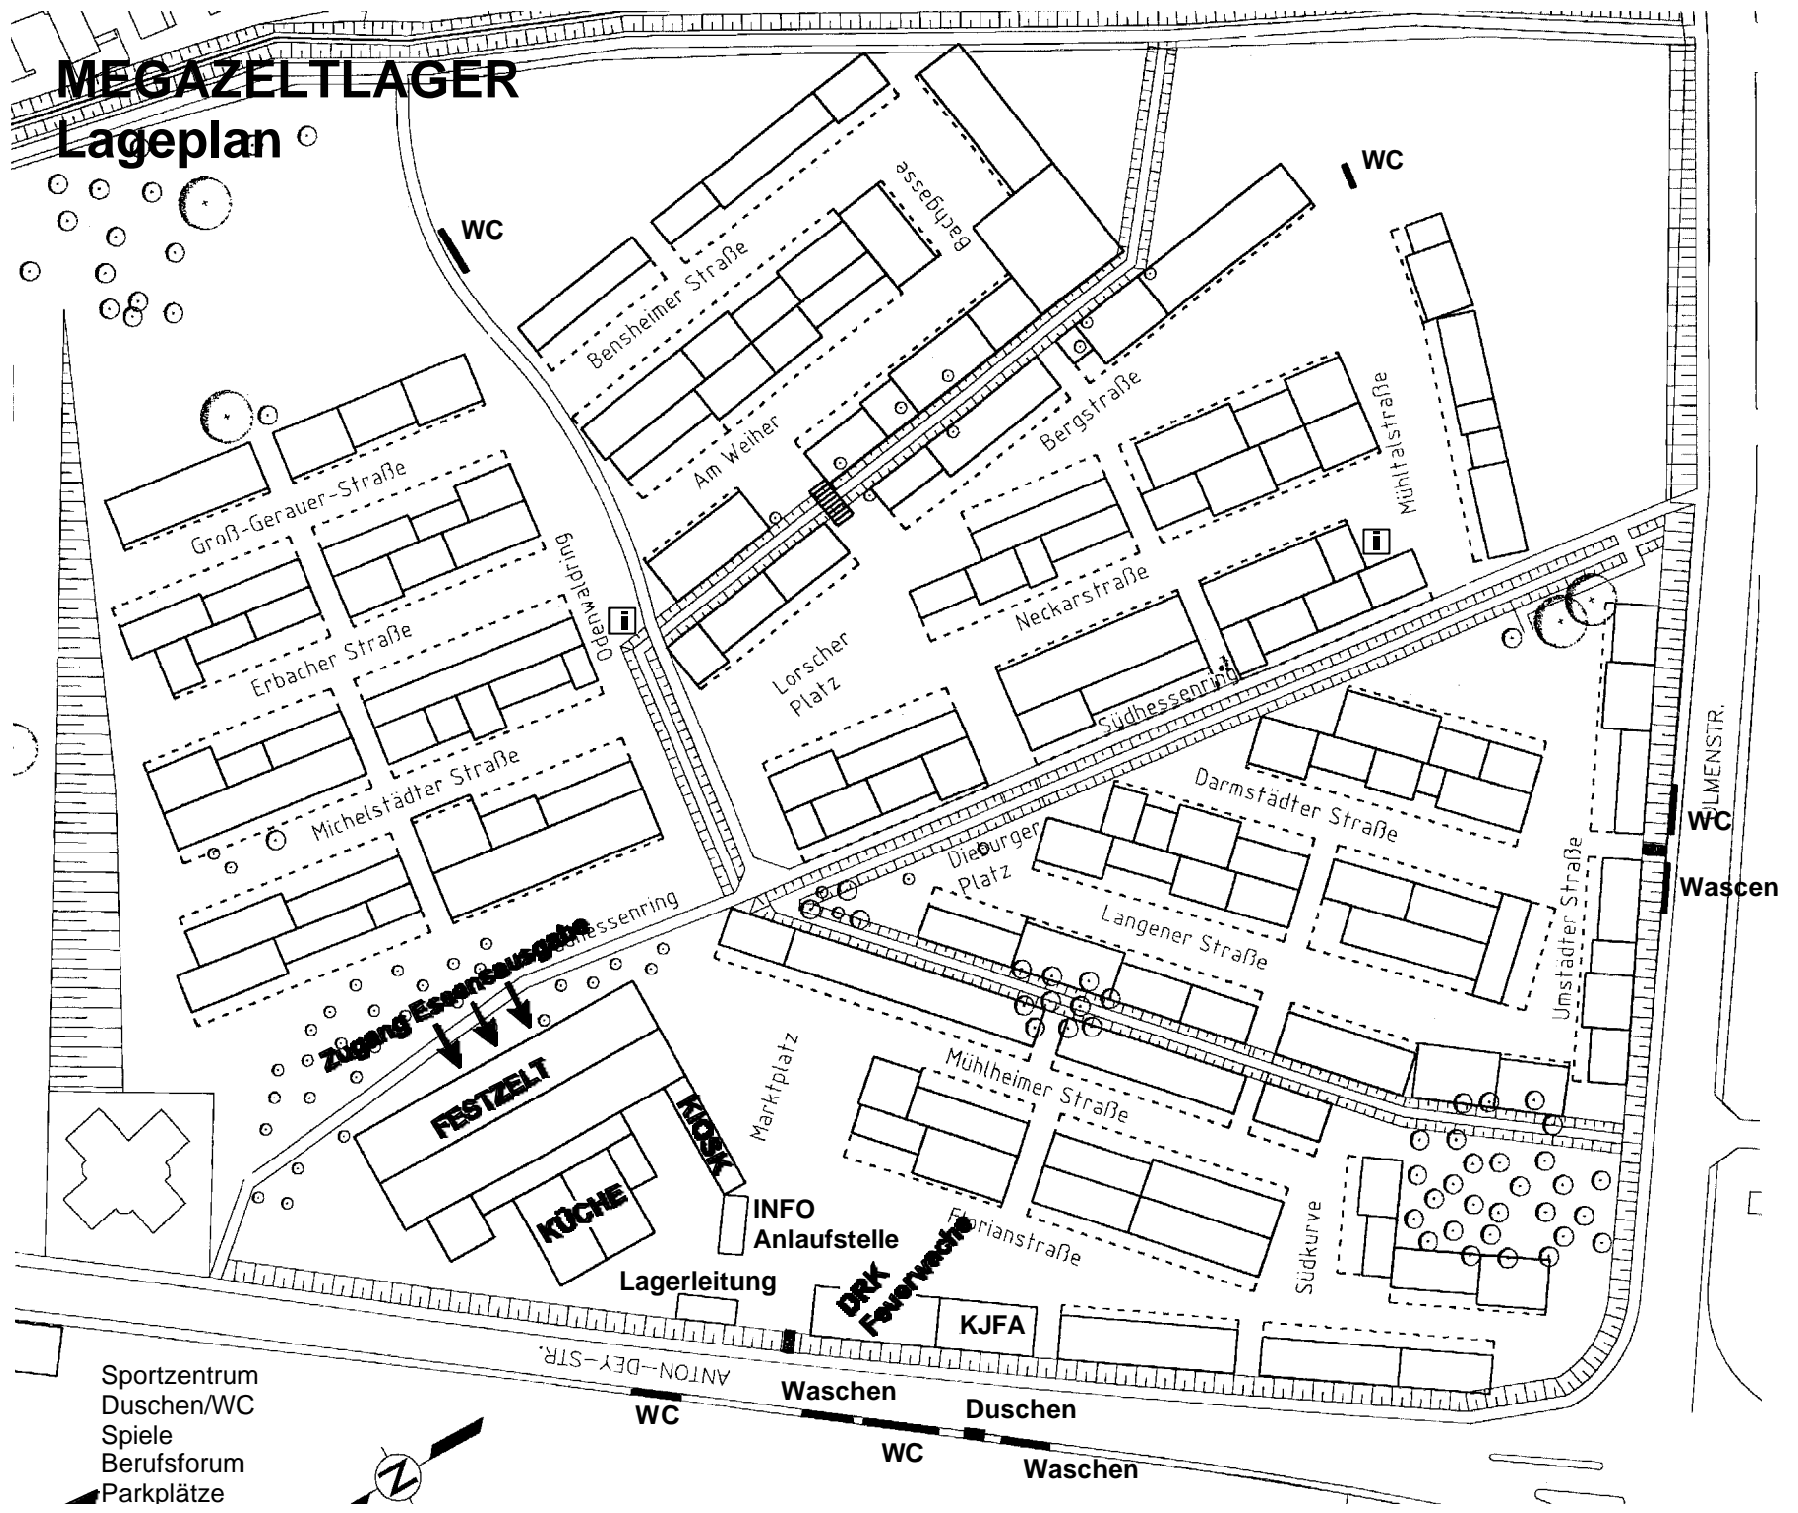 MEGAZELTLAGER
Lageplan
WC
WC
Bachgasse
Bensheimer Straße
Am Weiher
Bergstraße
Mühltalstraße
Groß-Gerauer-Straße
Odenwaldring
i
i
Neckarstraße
Erbacher Straße
Lorscher
Platz
Südhessenring
Michelstädter Straße
Darmstädter Straße
ULMENSTR.
WC
Wascen
Dieburger
Platz
Langener Straße
Umstädter Straße
Südhessenring
Zugang Essensausgabe
Mühlheimer Straße
Marktplatz
FESTZELT
KIOSK
KÜCHE
INFO
Anlaufstelle
Florianstraße
Südkurve
Lagerleitung
DRK
Feuerwache
KJFA
ANTON-DEY-STR.
Waschen
WC
Duschen
WC
Waschen
Sportzentrum
Duschen/WC
Spiele
Berufsforum
Parkplätze
N